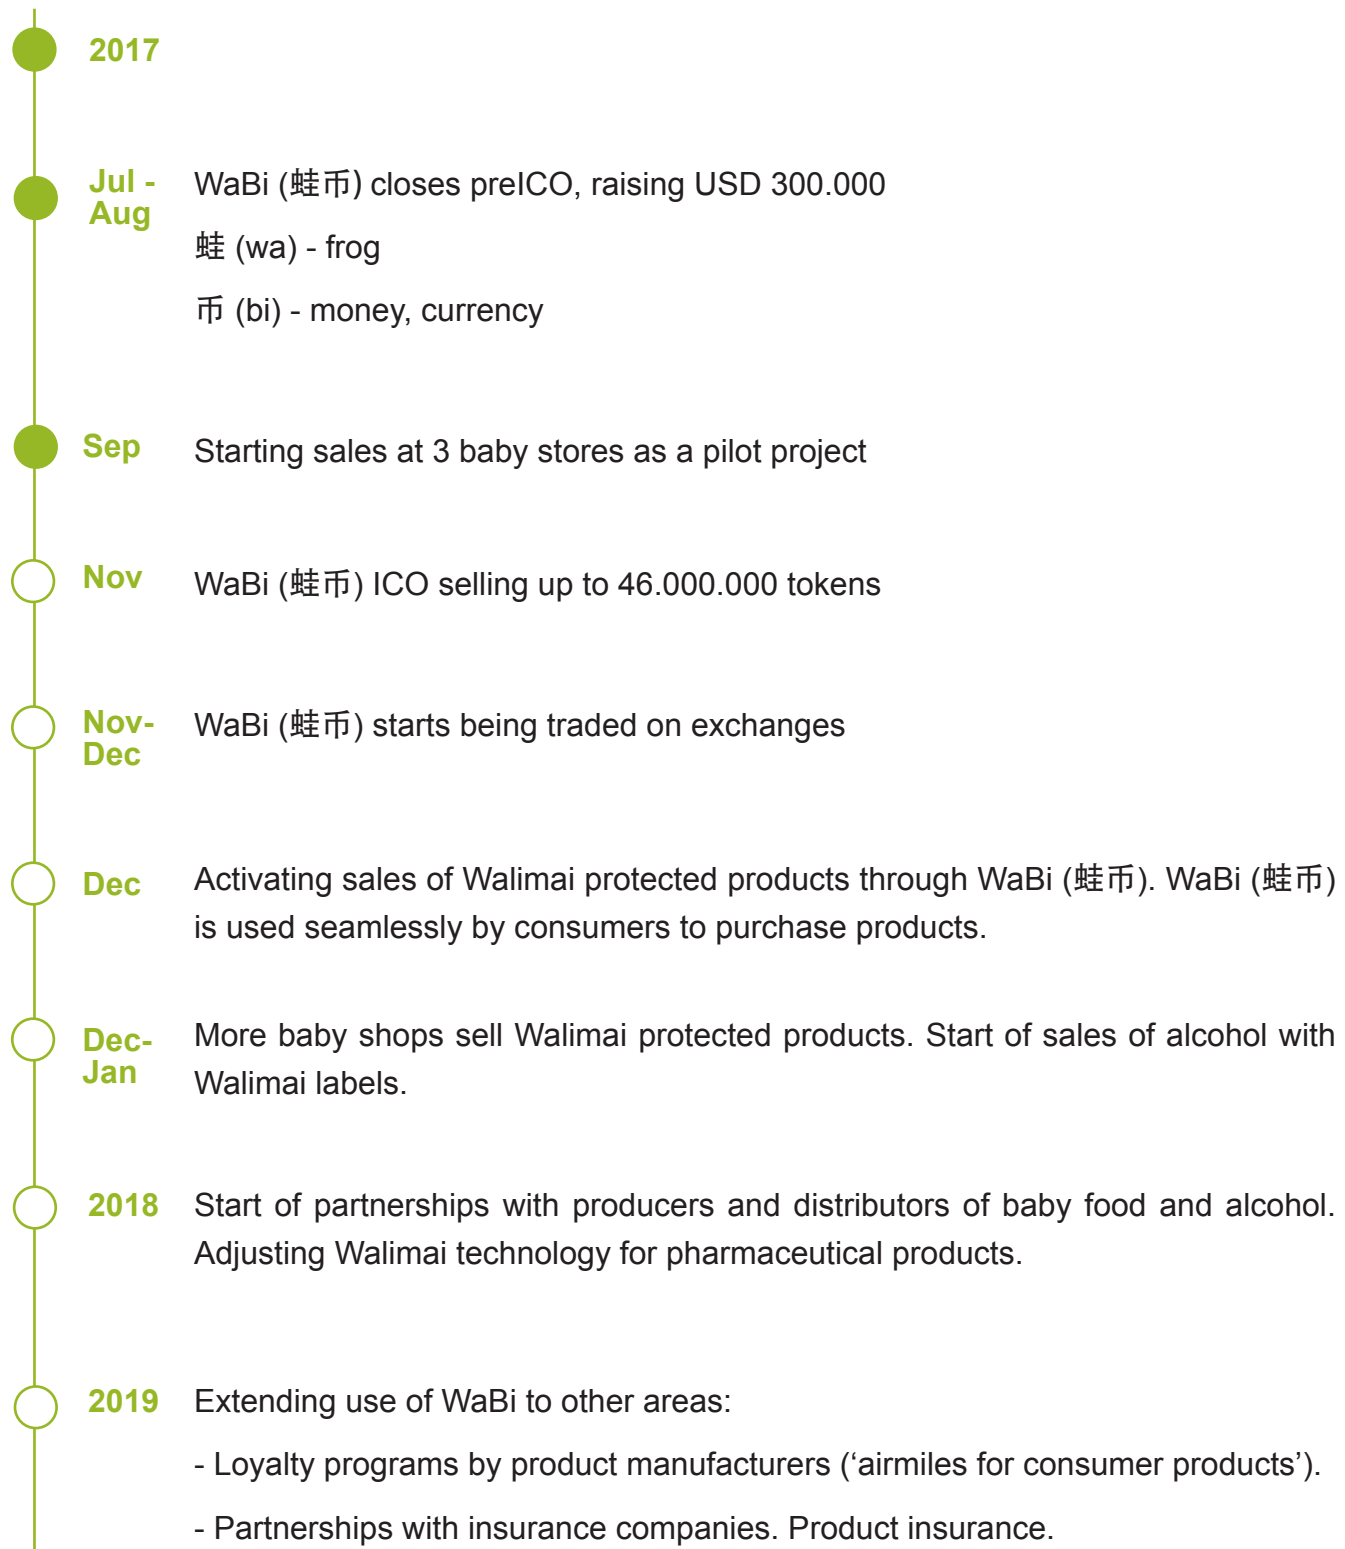 2017
Jul -
Aug
WaBi (蛙币) closes preICO, raising USD 300.000
蛙 (wa) - frog
币 (bi) - money, currency
Sep
Starting sales at 3 baby stores as a pilot project
Nov
WaBi (蛙币) ICO selling up to 46.000.000 tokens
Nov-
Dec
WaBi (蛙币) starts being traded on exchanges
Dec
Activating sales of Walimai protected products through WaBi (蛙币). WaBi (蛙币)
is used seamlessly by consumers to purchase products.
Dec-
Jan
More baby shops sell Walimai protected products. Start of sales of alcohol with
Walimai labels.
2018
Start of partnerships with producers and distributors of baby food and alcohol.
Adjusting Walimai technology for pharmaceutical products.
2019
Extending use of WaBi to other areas:
- Loyalty programs by product manufacturers (‘airmiles for consumer products’).
- Partnerships with insurance companies. Product insurance.